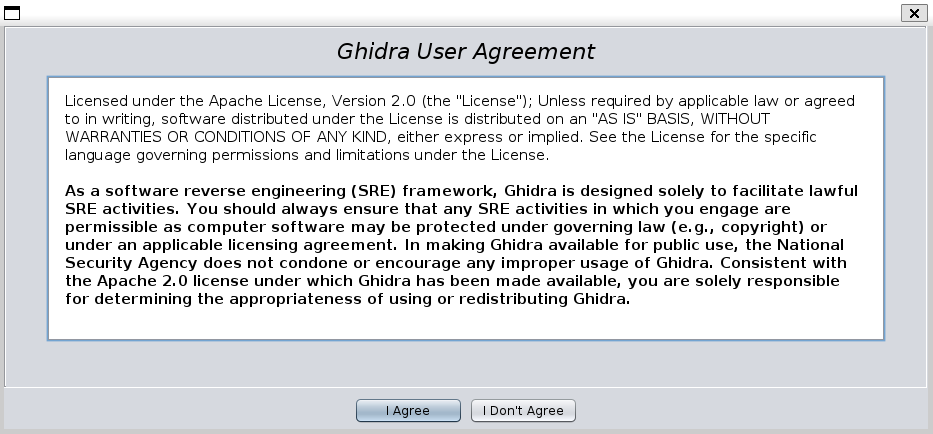 Ghidra User Agreement
Licensed under the Apache License, Version 2.0 (the "License"); Unless required by applicable law or agreed
to in writing, software distributed under the License is distributed on an "AS IS" BASIS, WITHOUT
WARRANTIES OR CONDITIONS OF ANY KIND, either express or implied. See the License for the specific
language governing permissions and limitations under the License.
As a software reverse engineering (SRE) framework, Ghidra is designed solely to facilitate lawful
SRE activities. You should always ensure that any SRE activities in which you engage are
permissible as computer software may be protected under governing law (e.g., copyright) or
under an applicable licensing agreement. In making Ghidra available for public use, the National
Security Agency does not condone or encourage any improper usage of Ghidra. Consistent with
the Apache 2.0 license under which Ghidra has been made available, you are solely responsible
for determining the appropriateness of using or redistributing Ghidra.
I Agree
I Don't Agree